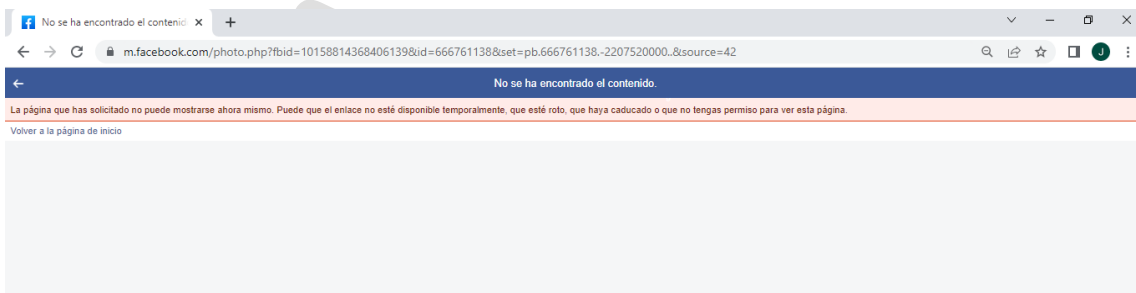 No se ha encontrado el contenid
m.facebook.com/photo.php?fbid=10158814368406139&id=666761138&set=pb.666761138.-2207520000..&source=42
J
No se ha encontrado el contenido.
La página que has solicitado no puede mostrarse ahora mismo. Puede que el enlace no esté disponible temporalmente, que esté roto, que haya caducado o que no tengas permiso para ver esta página.
Volver a la página de inicio